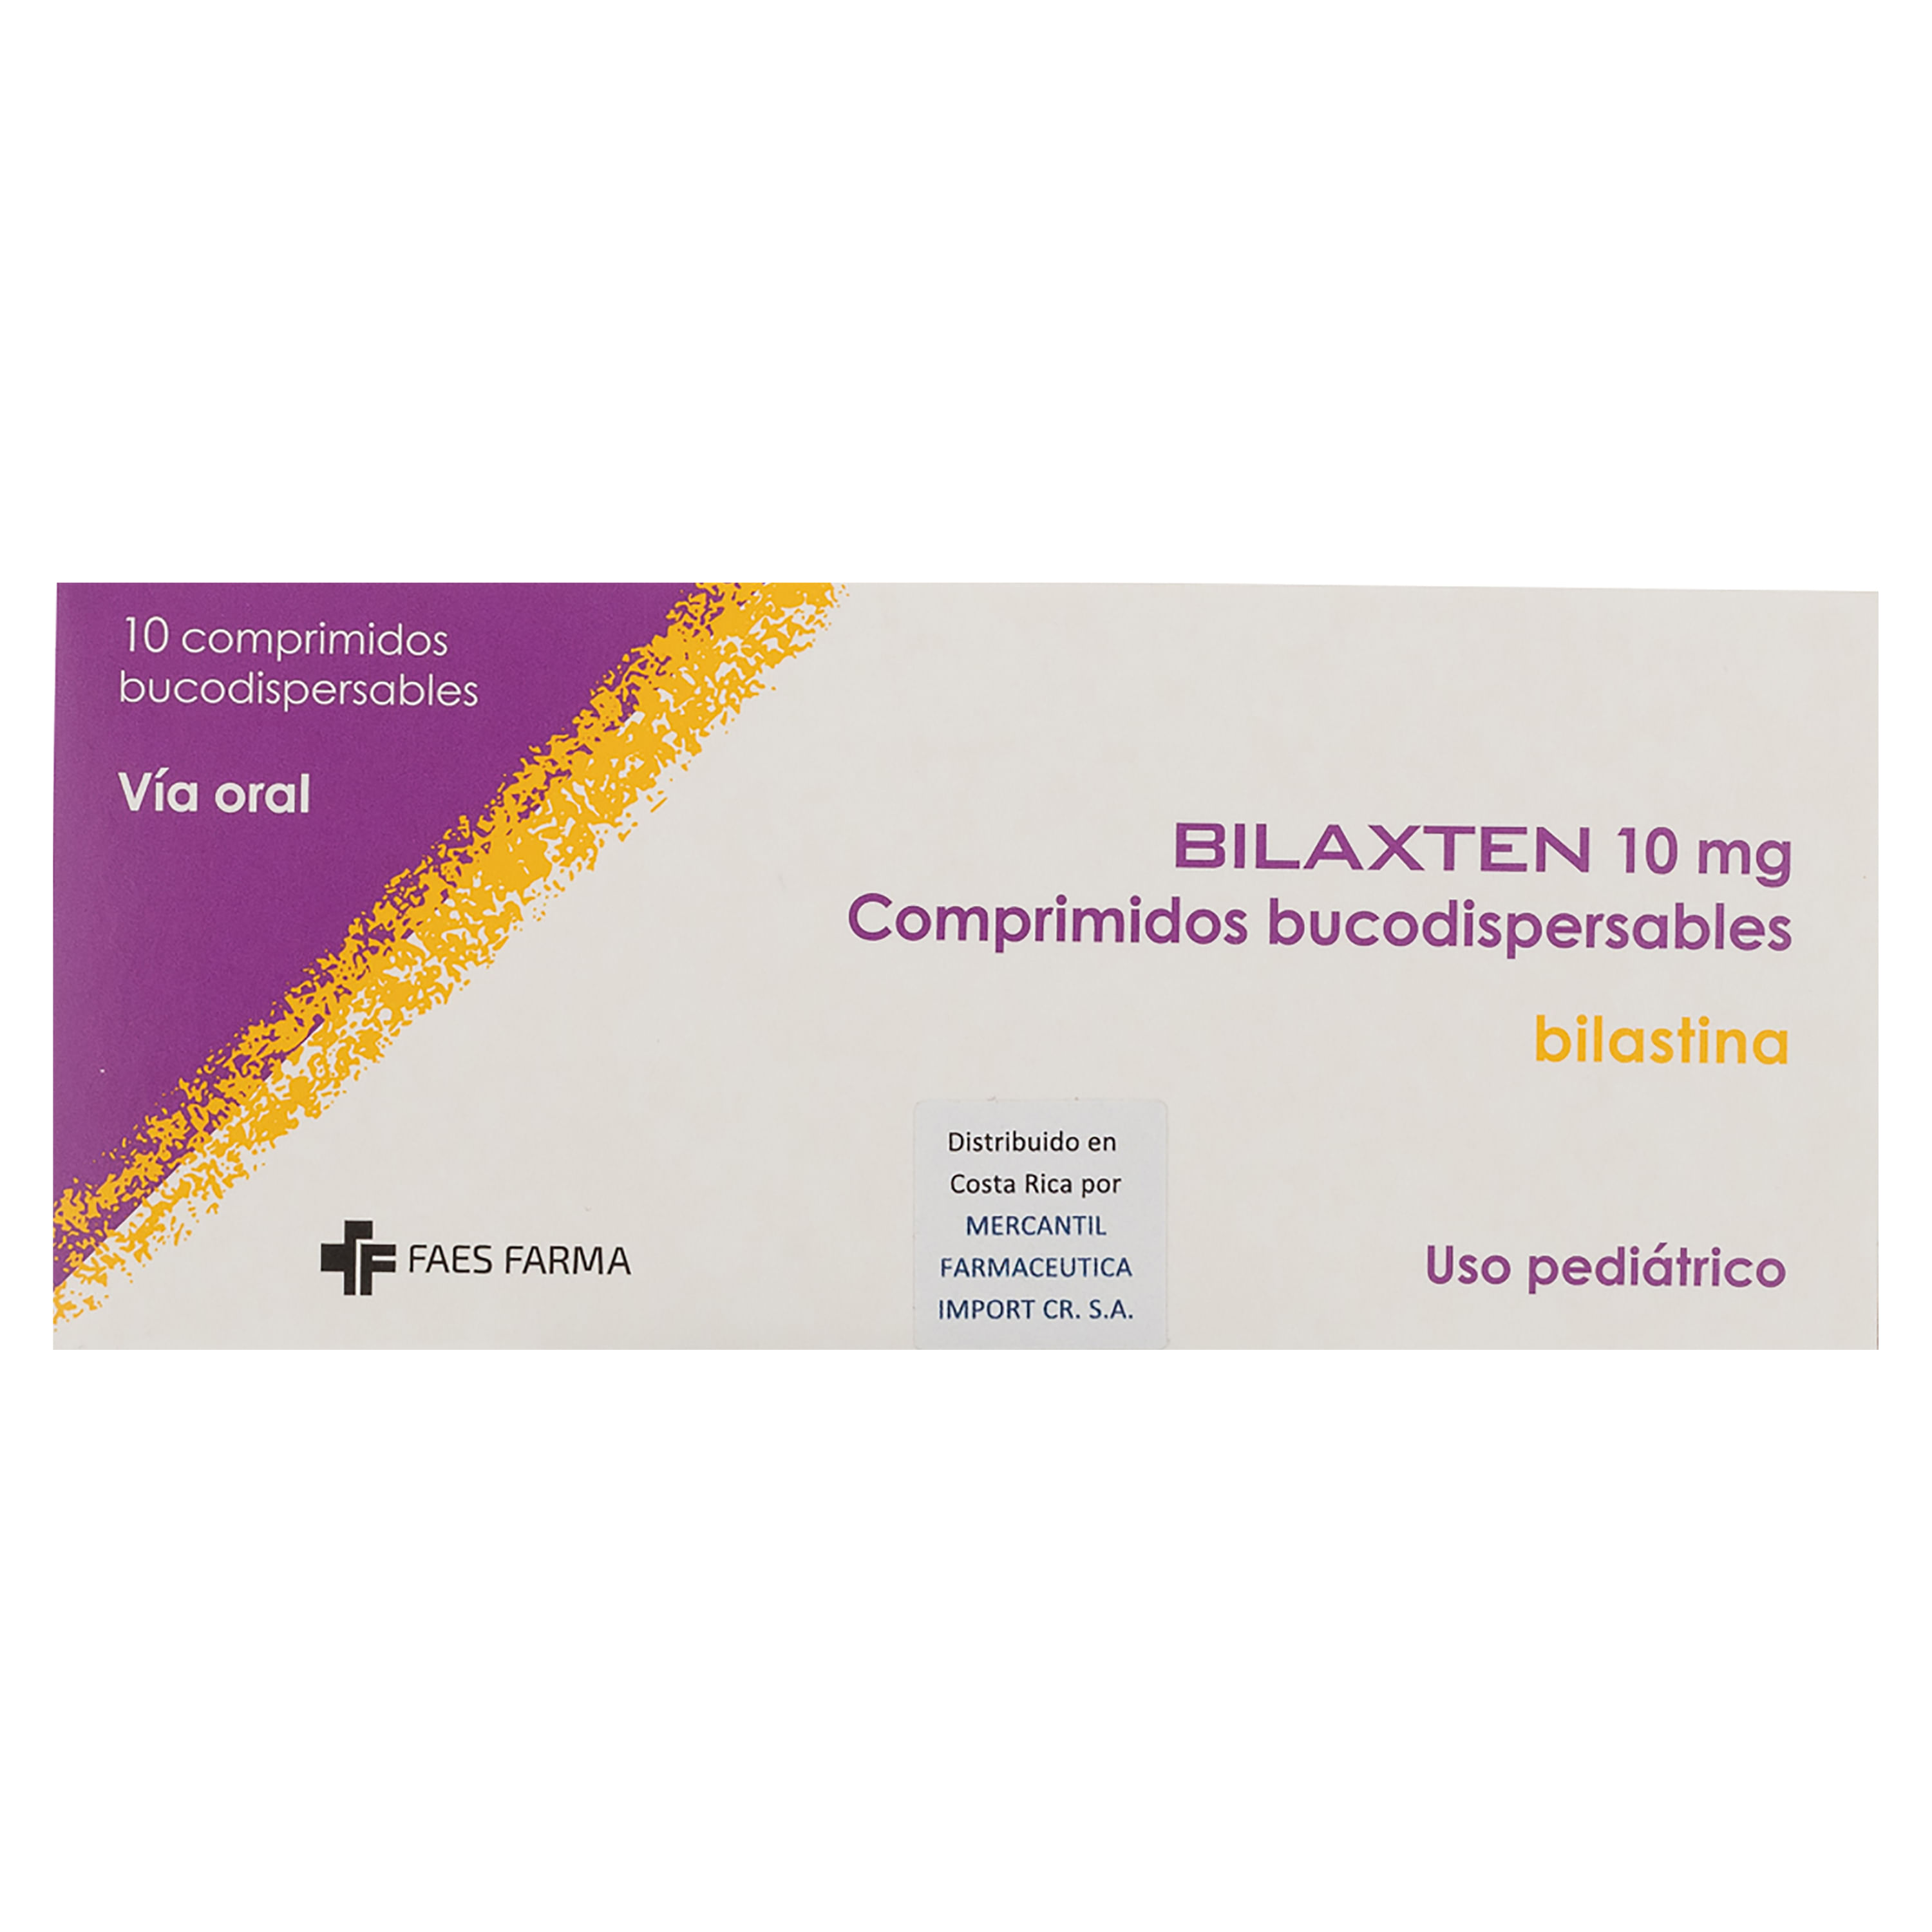 10 comprimidos
bucodispersables
Vía oral
BILAXTEN 10 mg
Comprimidos bucodispersables
bilastina
Distribuido en
Costa Rica por
MERCANTIL
FARMACEUTICA
IMPORT CR. S.A.
FAES FARMA
Uso pediátrico